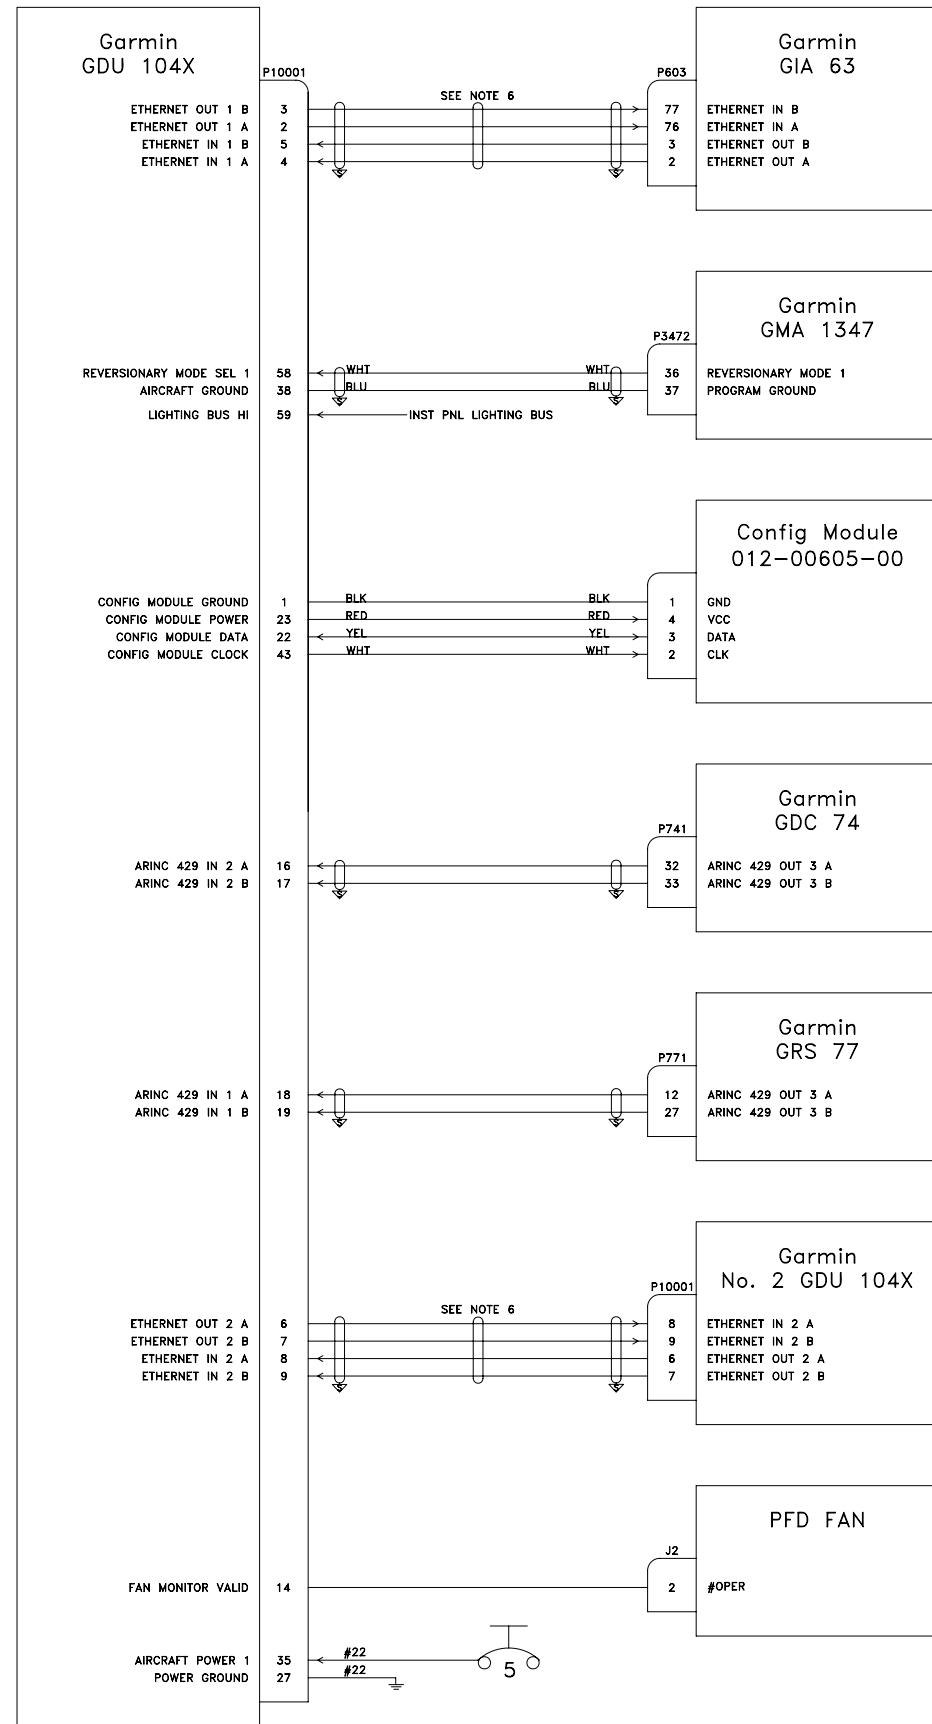 Garmin
GDU 104X
P10001
P603
Garmin
GIA 63
SEE NOTE 6
ETHERNET OUT 1 B 3 77 ETHERNET IN B
ETHERNET OUT 1 A 2 76 ETHERNET IN A
ETHERNET IN 1 B 5 3 ETHERNET OUT B
ETHERNET IN 1 A 4 2 ETHERNET OUT A
S S
Garmin
GMA 1347
P3472
REVERSIONARY MODE SEL 1 58 WHT WHT 36 REVERSIONARY MODE 1
AIRCRAFT GROUND 38 BLU BLU 37 PROGRAM GROUND
S S
LIGHTING BUS HI 59 INST PNL LIGHTING BUS
Config Module
012-00605-00
CONFIG MODULE GROUND 1 BLK BLK 1 GND
CONFIG MODULE POWER 23 RED RED 4 VCC
CONFIG MODULE DATA 22 YEL YEL 3 DATA
CONFIG MODULE CLOCK 43 WHT WHT 2 CLK
Garmin
GDC 74
P741
ARINC 429 IN 2 A 16 32 ARINC 429 OUT 3 A
ARINC 429 IN 2 B 17 33 ARINC 429 OUT 3 B
S S
Garmin
GRS 77
P771
ARINC 429 IN 1 A 18 12 ARINC 429 OUT 3 A
ARINC 429 IN 1 B 19 27 ARINC 429 OUT 3 B
S S
Garmin
No. 2 GDU 104X
P10001
SEE NOTE 6
ETHERNET OUT 2 A 6 8 ETHERNET IN 2 A
ETHERNET OUT 2 B 7 9 ETHERNET IN 2 B
ETHERNET IN 2 A 8 6 ETHERNET OUT 2 A
ETHERNET IN 2 B 9 7 ETHERNET OUT 2 B
S S
PFD FAN
J2
FAN MONITOR VALID 14 2 #OPER
AIRCRAFT POWER 1 35 #22 5
POWER GROUND 27 #22